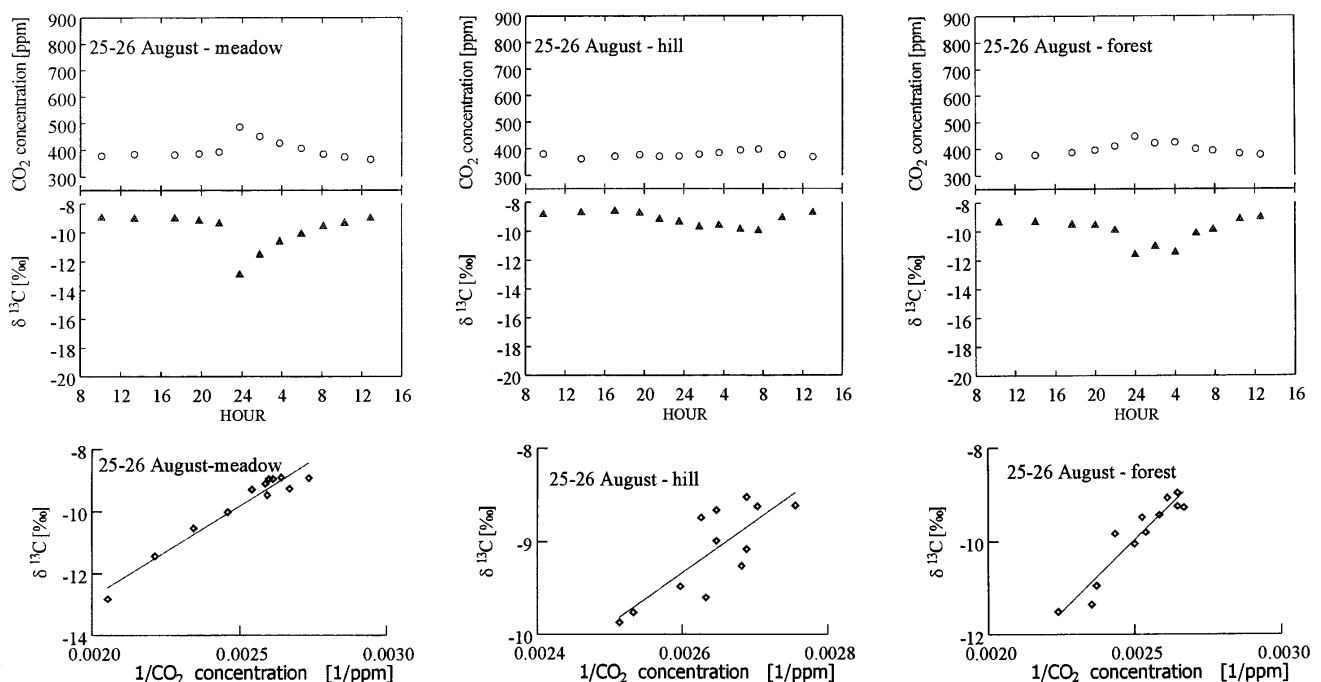 25-26 August - meadow
CO2 concentration [ppm]
900
800
700
600
500
400
300
δ 13C [‰]
-8
-10
-12
-14
-16
-18
-20
8 12 16 20 24 4 8 12 16
HOUR
25-26 August - hill
CO2 concentration [ppm]
900
800
700
600
500
400
300
δ 13C [‰]
-8
-10
-12
-14
-16
-18
-20
8 12 16 20 24 4 8 12 16
HOUR
25-26 August - forest
CO2 concentration [ppm]
900
800
700
600
500
400
300
δ 13C [‰]
-8
-10
-12
-14
-16
-18
-20
8 12 16 20 24 4 8 12 16
HOUR
25-26 August-meadow
δ 13C [‰]
-8
-10
-12
-14
0.0020 0.0025 0.0030
1/CO2 concentration [1/ppm]
25-26 August - hill
δ 13C [‰]
-8
-9
-10
0.0024 0.0026 0.0028
1/CO2 concentration [1/ppm]
25-26 August - forest
δ 13C [‰]
-8
-10
-12
0.0020 0.0025 0.0030
1/CO2 concentration [1/ppm]